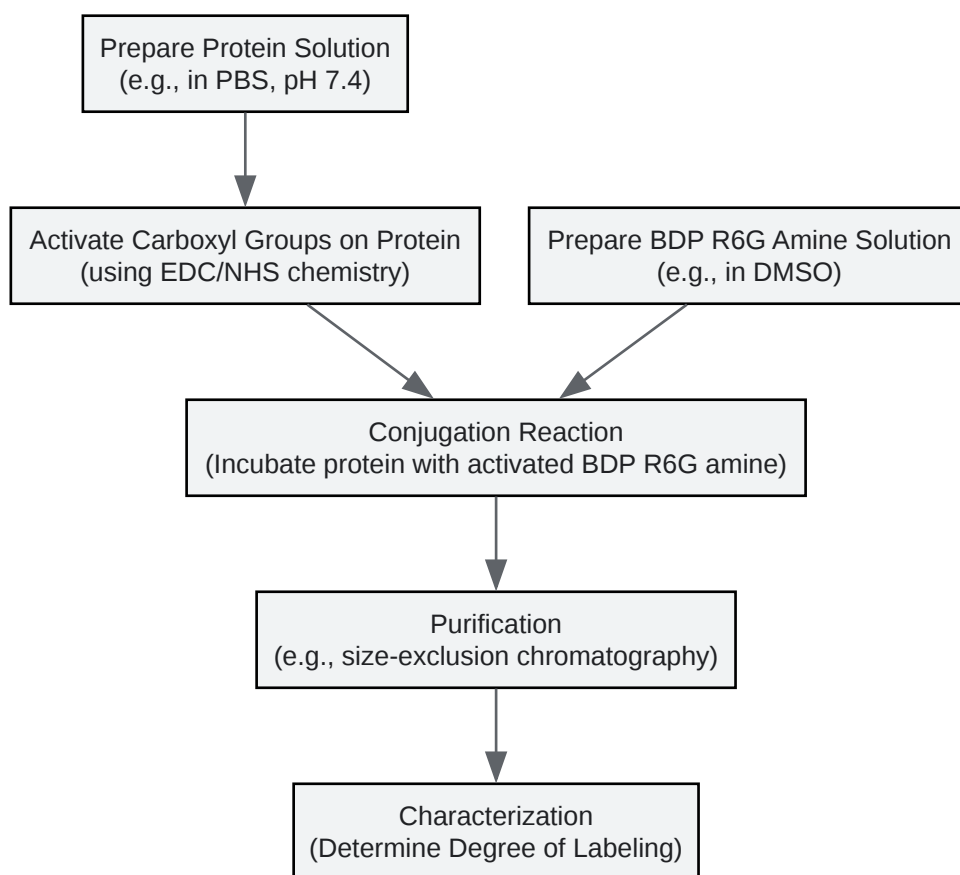 Prepare Protein Solution
(e.g., in PBS, pH 7.4)
Activate Carboxyl Groups on Protein
(using EDC/NHS chemistry)
Prepare BDP R6G Amine Solution
(e.g., in DMSO)
Conjugation Reaction
(Incubate protein with activated BDP R6G amine)
Purification
(e.g., size-exclusion chromatography)
Characterization
(Determine Degree of Labeling)